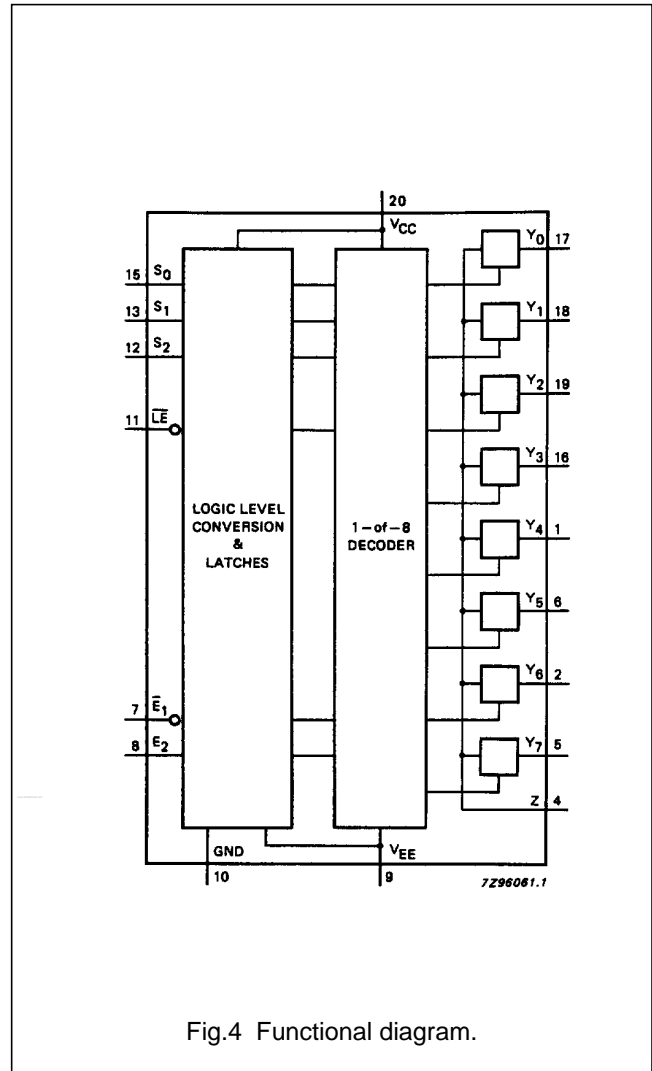 20
VCC
Y0 17
15 S0
13 S1
Y1 18
12 S2
Y2 19
11 LE
Y3 16
LOGIC LEVEL
CONVERSION
&
LATCHES
1–of–8
DECODER
Y4 1
Y5 6
Y6 2
7 E1
Y7 5
8 E2
Z 4
GND
VEE
10
9
7Z96061.1
Fig.4 Functional diagram.